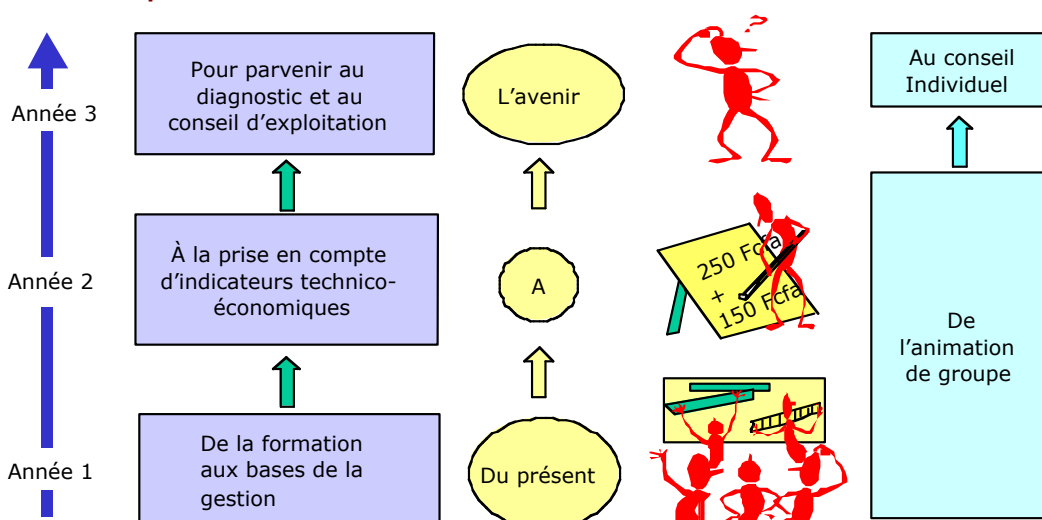 Pour parvenir au
diagnostic et au
conseil d'exploitation
L'avenir
Au conseil
Individuel
Année 3
À la prise en compte
d'indicateurs technico-
économiques
A
250 Fcfa
+
150 Fcfa
Année 2
De
l'animation
de groupe
De la formation
aux bases de la
gestion
Du présent
Année 1